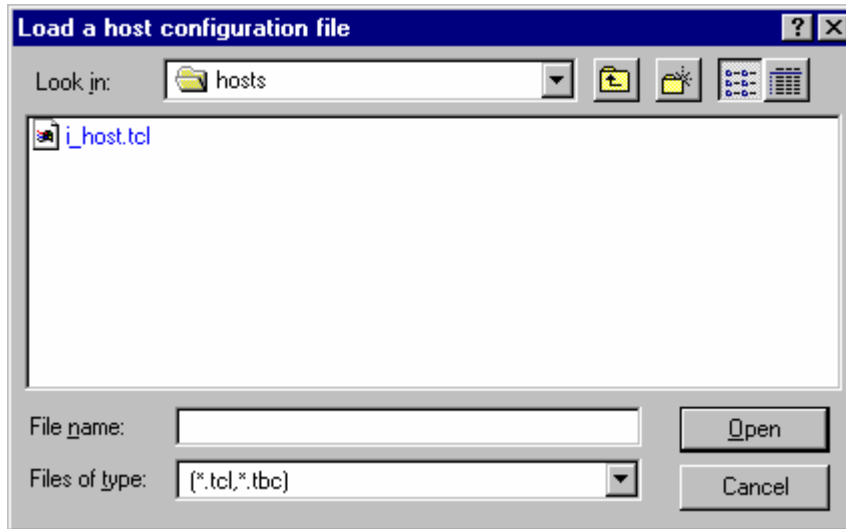 Load a host configuration file
Look in: hosts
i_host.tcl
File name: Open
Files of type: (*.tcl,*.tbc) Cancel